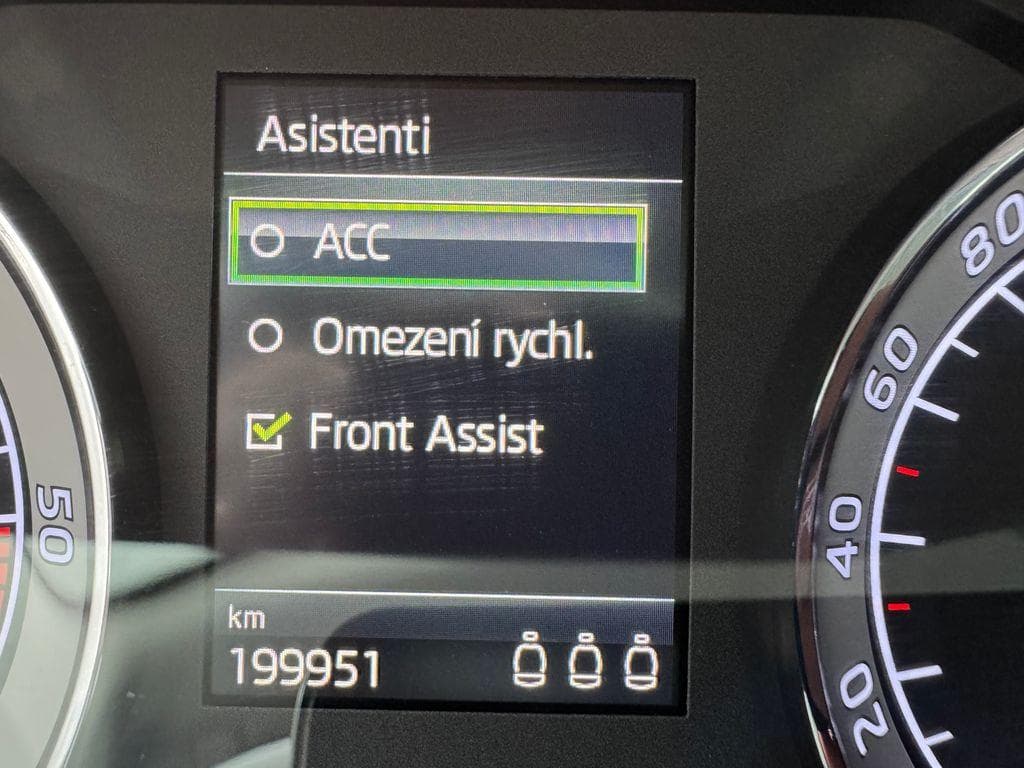 Asistenti
ACC
Omezení rychl.
Front Assist
km
199951
50
80
60
40
20